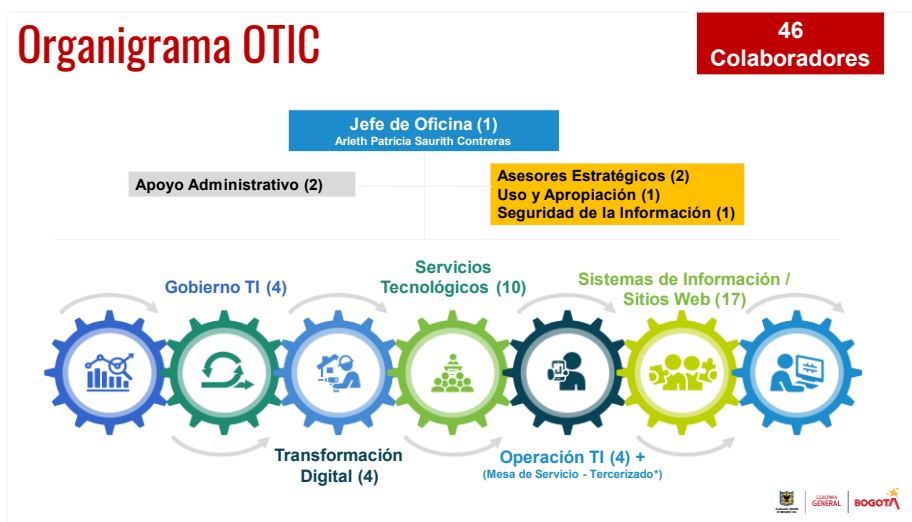 Organigrama OTIC
46
Colaboradores
Jefe de Oficina (1)
Arleth Patricia Saurith Contreras
Apoyo Administrativo (2)
Asesores Estratégicos (2)
Uso y Apropiación (1)
Seguridad de la Información (1)
Gobierno TI (4)
Servicios
Tecnológicos (10)
Sistemas de Información /
Sitios Web (17)
Transformación
Digital (4)
Operación TI (4) +
(Mesa de Servicio - Tercerizado*)
SECRETARÍA
GENERAL
BOGOTÁ